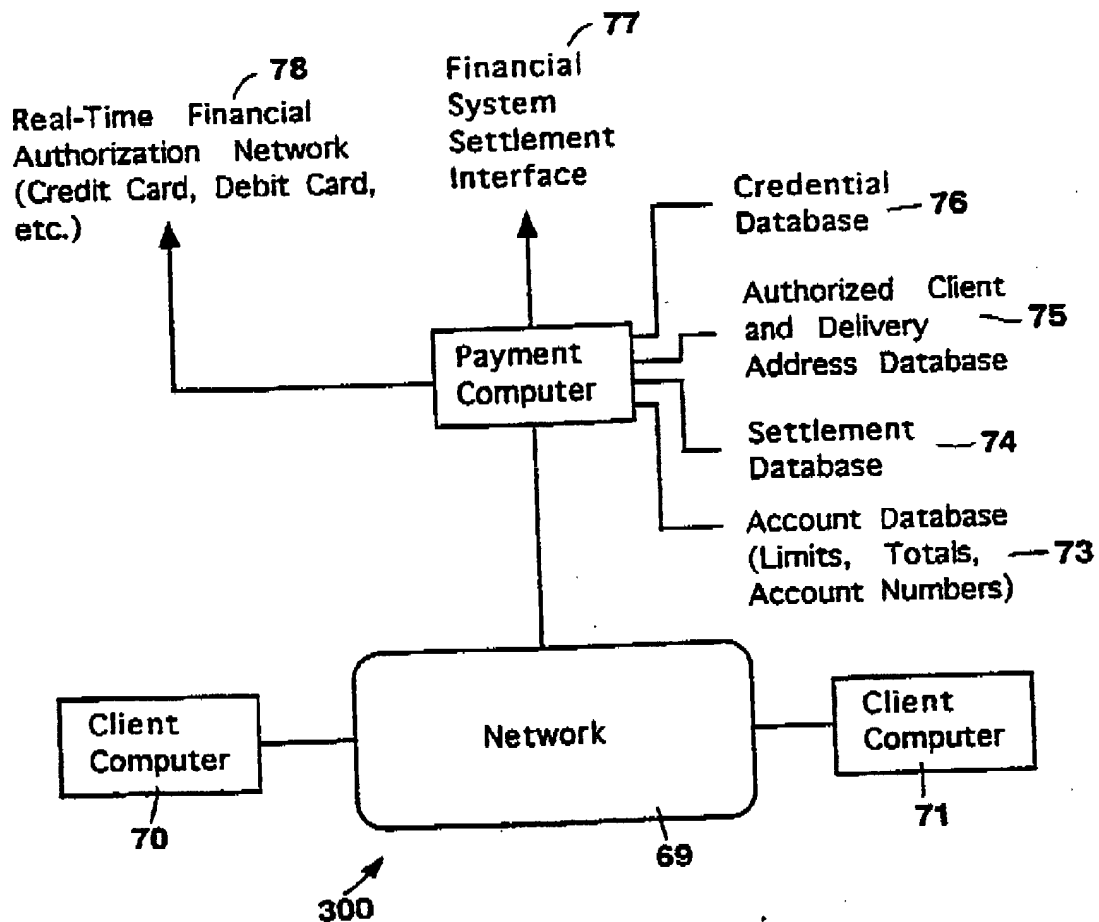 77
78
Financial
System
Settlement
Interface
Real-Time Financial
Authorization Network
(Credit Card, Debit Card,
etc.)
Credential
Database
76
Authorized Client
and Delivery
Address Database
75
Payment
Computer
Settlement
Database
74
Account Database
(Limits, Totals,
Account Numbers)
73
Client
Computer
Network
Client
Computer
70
69
71
300